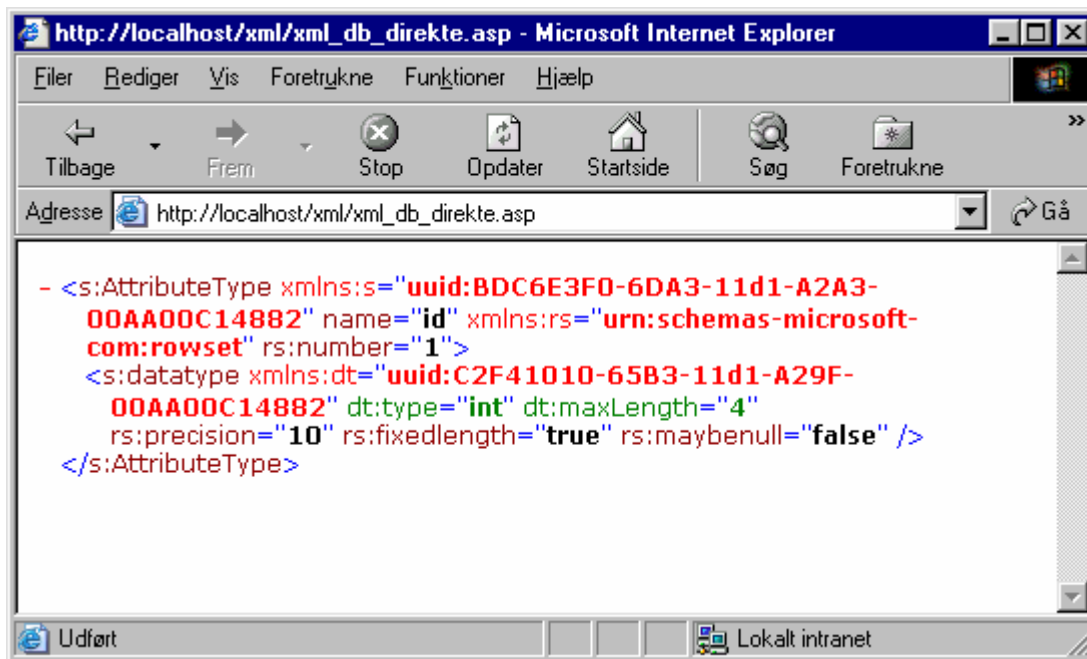 http://localhost/xml/xml_db_direkte.asp - Microsoft Internet Explorer
Filer Rediger Vis Foretrukne Funktioner Hjælp
Tilbage Frem Stop Opdater Startside Søg Foretrukne »
Adresse http://localhost/xml/xml_db_direkte.asp Gå
- <s:AttributeType xmlns:s="uuid:BDC6E3F0-6DA3-11d1-A2A3-
00AA00C14882" name="id" xmlns:rs="urn:schemas-microsoft-
com:rowset" rs:number="1">
<s:datatype xmlns:dt="uuid:C2F41010-65B3-11d1-A29F-
00AA00C14882" dt:type="int" dt:maxLength="4"
rs:precision="10" rs:fixedlength="true" rs:maybenull="false" />
</s:AttributeType>
Udført Lokalt intranet